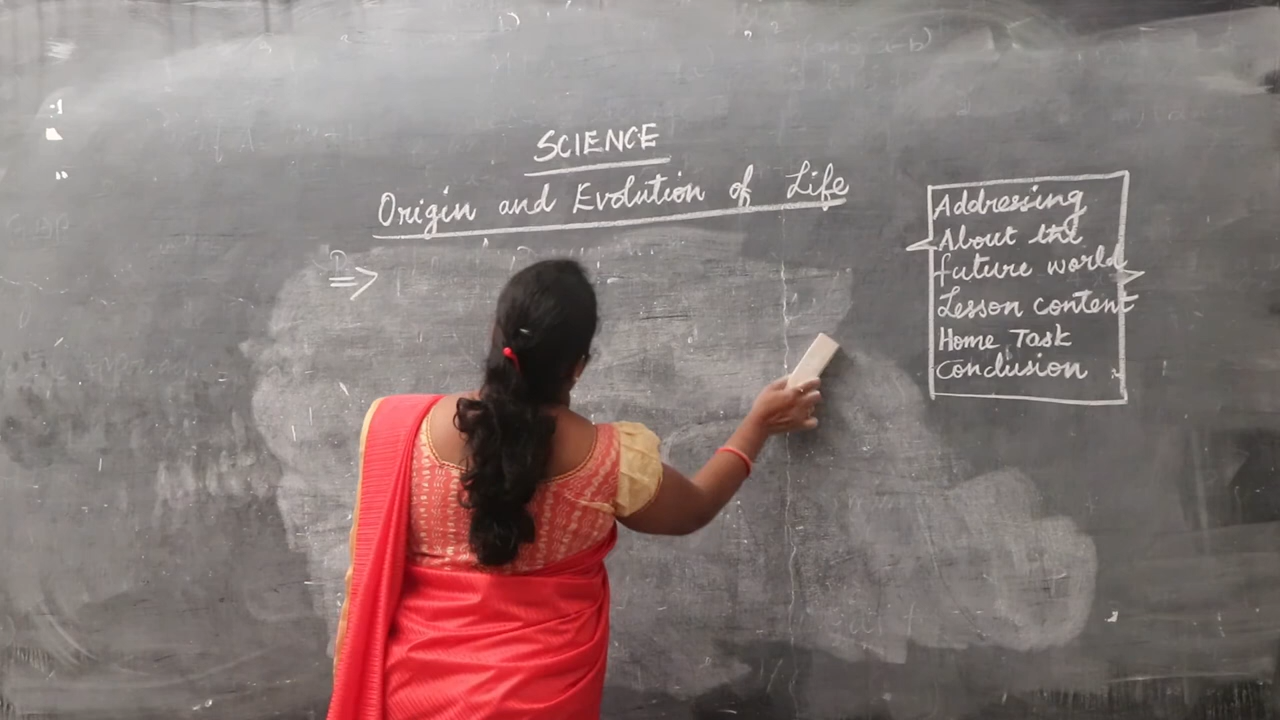 SCIENCE
Origin and Evolution of Life
=>
Addressing
About the
future world
Lesson content
Home Task
Conclusion